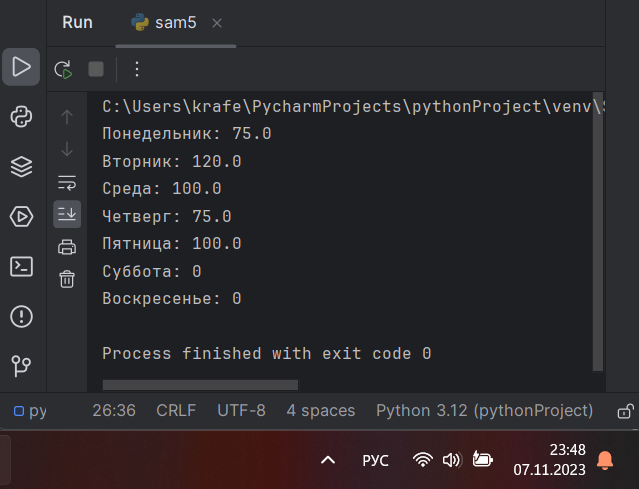 Run
sam5
C:\Users\krafe\PycharmProjects\pythonProject\venv\
Понедельник: 75.0
Вторник: 120.0
Среда: 100.0
Четверг: 75.0
Пятница: 100.0
Суббота: 0
Воскресенье: 0
Process finished with exit code 0
py
26:36
CRLF
UTF-8
4 spaces
Python 3.12 (pythonProject)
РУС
23:48
07.11.2023